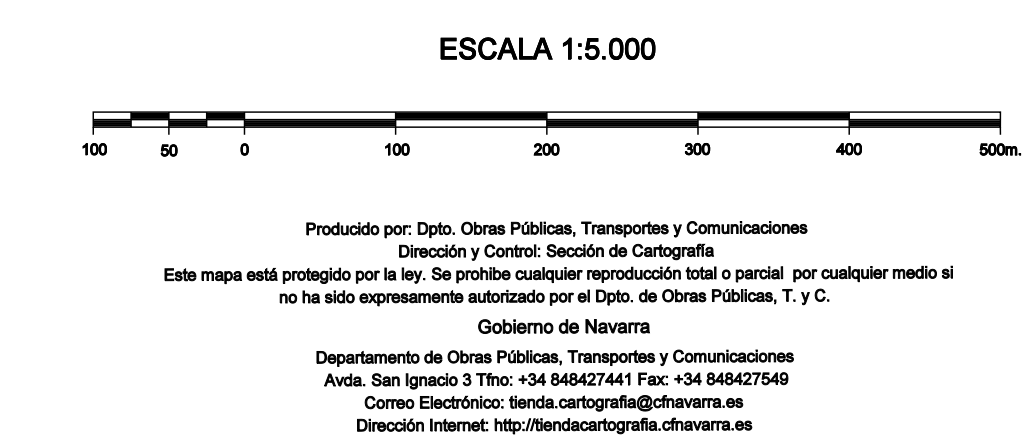 ESCALA 1:5.000
100 50 0 100 200 300 400 500m.
Producido por: Dpto. Obras Públicas, Transportes y Comunicaciones
Dirección y Control: Sección de Cartografía
Este mapa está protegido por la ley. Se prohibe cualquier reproducción total o parcial por cualquier medio si
no ha sido expresamente autorizado por el Dpto. de Obras Públicas, T. y C.
Gobierno de Navarra
Departamento de Obras Públicas, Transportes y Comunicaciones
Avda. San Ignacio 3 Tfno: +34 848427441 Fax: +34 848427549
Correo Electrónico: tienda.cartografia@cfnavarra.es
Dirección Internet: http://tiendacartografia.cfnavarra.es